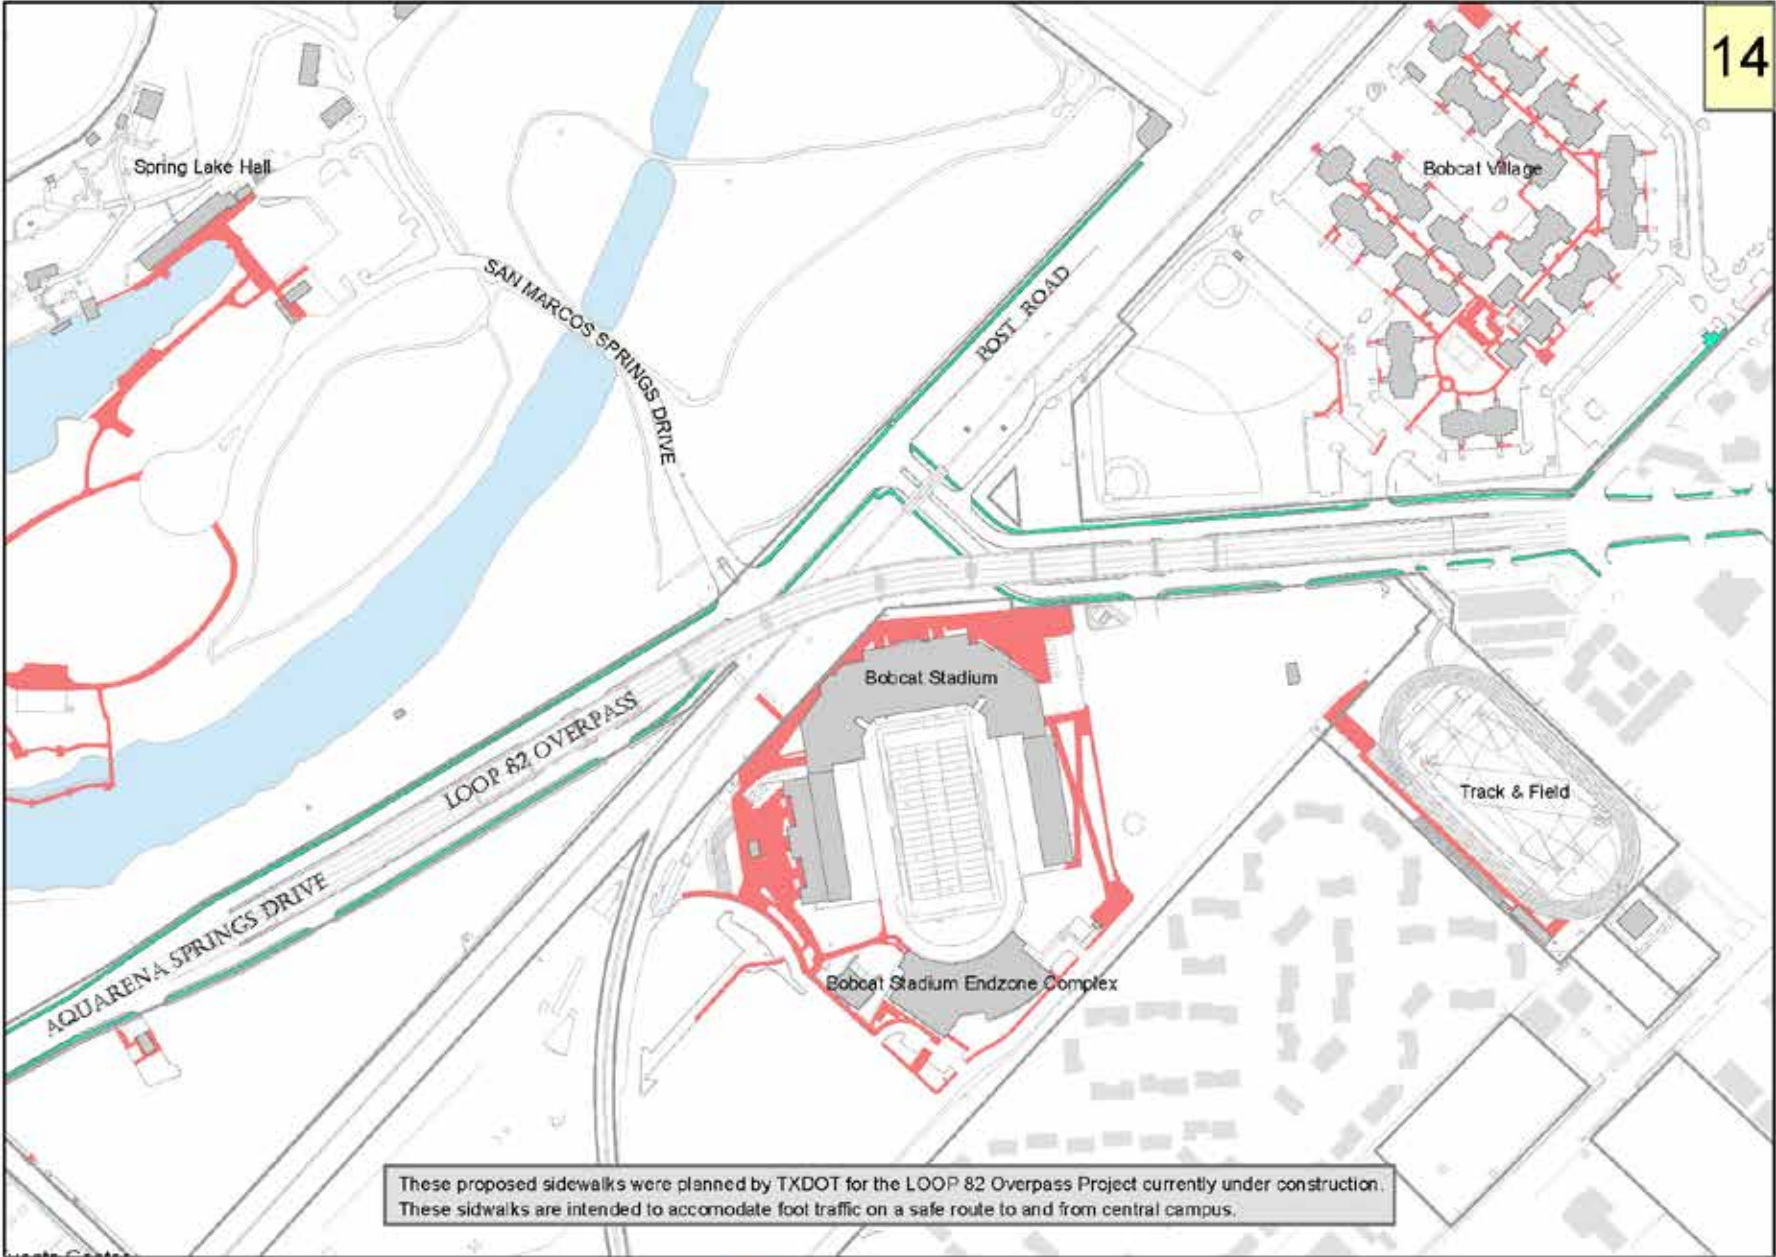 14
Spring Lake Hall
Bobcat Village
SAN MARCOS SPRINGS DRIVE
POST ROAD
Bobcat Stadium
LOOP 82 OVERPASS
Track & Field
AQUARENA SPRINGS DRIVE
Bobcat Stadium Endzone Complex
These proposed sidewalks were planned by TXDOT for the LOOP 82 Overpass Project currently under construction.
These sidwalks are intended to accomodate foot traffic on a safe route to and from central campus.